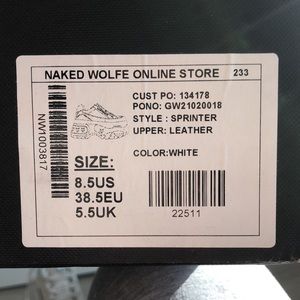 NAKED WOLFE ONLINE STORE 233
CUST PO: 134178
PONO: GW21020018
STYLE : SPRINTER
UPPER: LEATHER
COLOR:WHITE
SIZE:
8.5US
38.5EU
5.5UK
22511
NW1003817